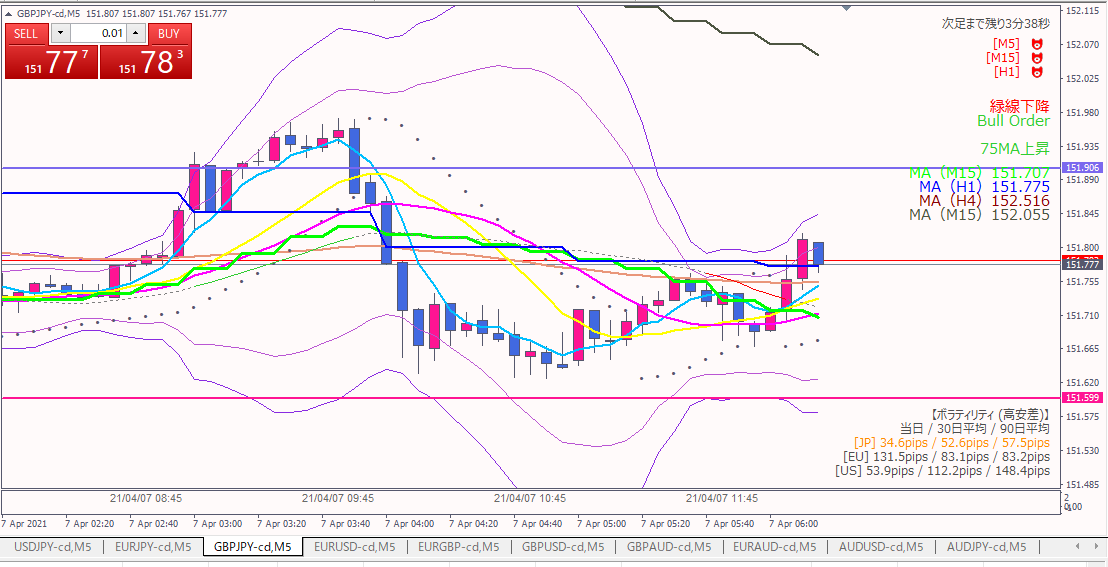 GBPJPY-cd,M5 151.807 151.807 151.767 151.777
SELL 0.01 BUY
151 77 7 151 78 3
次足まで残り3分38秒
[M5]
[M15]
[H1]
緑線下降
Bull Order
75MA上昇
MA (M15) 151.707
MA (H1) 151.775
MA (H4) 152.516
MA (M15) 152.055
152.115
152.070
152.025
151.980
151.935
151.906
151.890
151.845
151.800
151.777
151.755
151.710
151.665
151.620
151.599
151.575
151.530
151.485
【ボラティリティ(高安差)】
当日 / 30日平均 / 90日平均
[JP] 34.6pips / 52.6pips / 57.5pips
[EU] 131.5pips / 83.1pips / 83.2pips
[US] 53.9pips / 112.2pips / 148.4pips
21/04/07 08:45 21/04/07 09:45 21/04/07 10:45 21/04/07 11:45
7 Apr 2021 7 Apr 02:20 7 Apr 02:40 7 Apr 03:00 7 Apr 03:20 7 Apr 03:40 7 Apr 04:00 7 Apr 04:20 7 Apr 04:40 7 Apr 05:00 7 Apr 05:20 7 Apr 05:40 7 Apr 06:00
USDJPY-cd,M5 EURJPY-cd,M5 GBPJPY-cd,M5 EURUSD-cd,M5 EURGBP-cd,M5 GBPUSD-cd,M5 GBPAUD-cd,M5 EURAUD-cd,M5 AUDUSD-cd,M5 AUDJPY-cd,M5